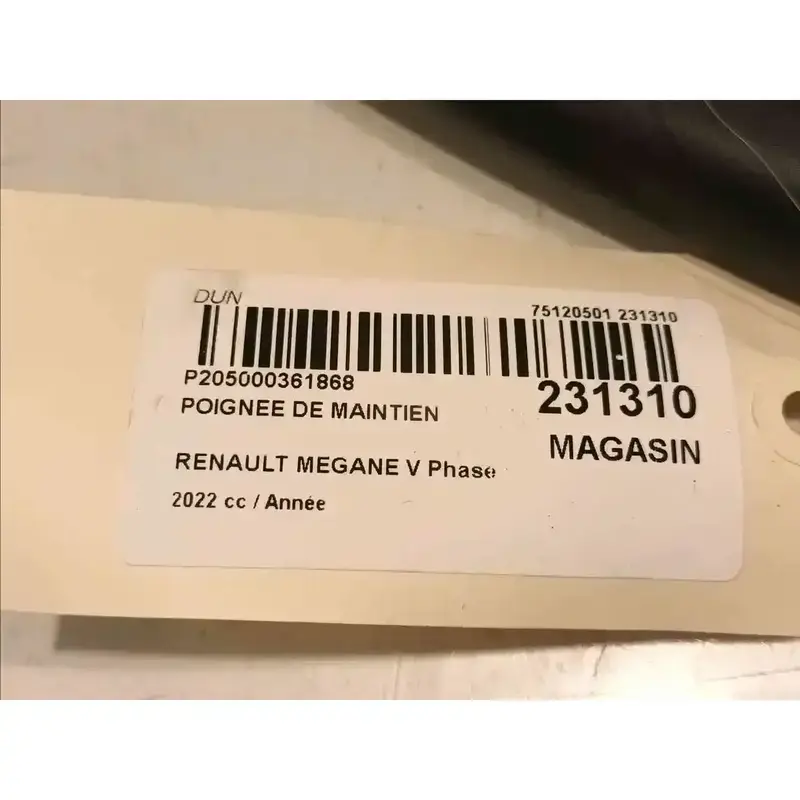 DUN
75120501 231310
P205000361868
231310
POIGNEE DE MAINTIEN
MAGASIN
RENAULT MEGANE V Phase
2022 cc / Année